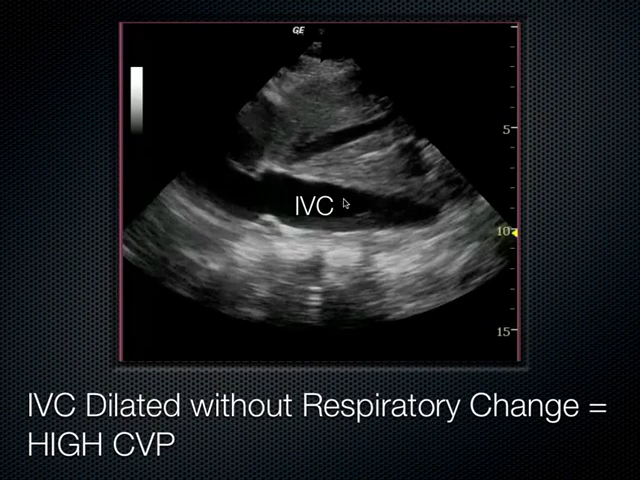 GE
5
IVC
10
15
IVC Dilated without Respiratory Change =
HIGH CVP